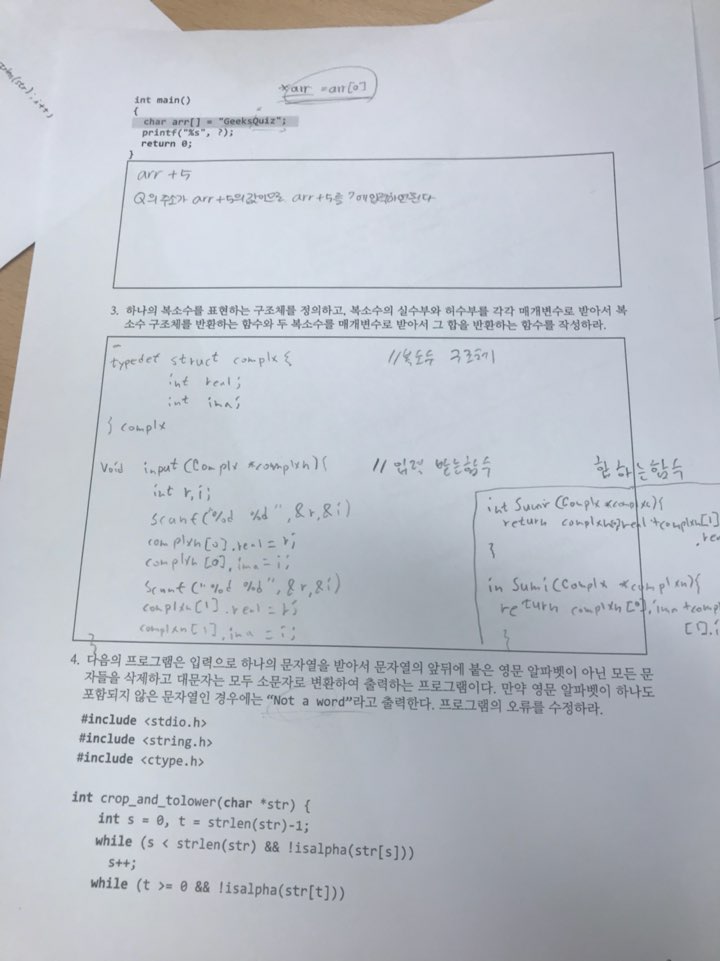 *arr = arr[0]
int main()
{
char arr[] = "GeeksQuiz";
printf("%s", ?);
return 0;
}
arr +5
Q의 주소가 arr+5의 값이므로 arr+5를 ?에 입력하면된다
3. 하나의 복소수를 표현하는 구조체를 정의하고, 복소수의 실수부와 허수부를 각각 매개변수로 받아서 복
소수 구조체를 반환하는 함수와 두 복소수를 매개변수로 받아서 그 합을 반환하는 함수를 작성하라.
typedef struct complx { //복소수 구조체
int real;
int ima;
} complx
Void input (Complx *complxn){ // 입력 받는함수
int r,i;
Scanf("%d %d", &r,&i)
complxn[0].real = r;
complxn[0].ima = i;
Scanf("%d %d", &r,&i)
complxn[1].real = r;
complxn[1].ima = i;
}
합 하는 함수
int Sumr (Complx *complxn){
return complxn[0]real +complxn[1]
.rea
}
in Sumi (Complx *complxn){
return complxn[0].ima +comp
[1].i
}
4. 다음의 프로그램은 입력으로 하나의 문자열을 받아서 문자열의 앞뒤에 붙은 영문 알파벳이 아닌 모든 문
자들을 삭제하고 대문자는 모두 소문자로 변환하여 출력하는 프로그램이다. 만약 영문 알파벳이 하나도
포함되지 않은 문자열인 경우에는 "Not a word"라고 출력한다. 프로그램의 오류를 수정하라.
#include <stdio.h>
#include <string.h>
#include <ctype.h>
int crop_and_tolower(char *str) {
int s = 0, t = strlen(str)-1;
while (s < strlen(str) && !isalpha(str[s]))
s++;
while (t >= 0 && !isalpha(str[t]))